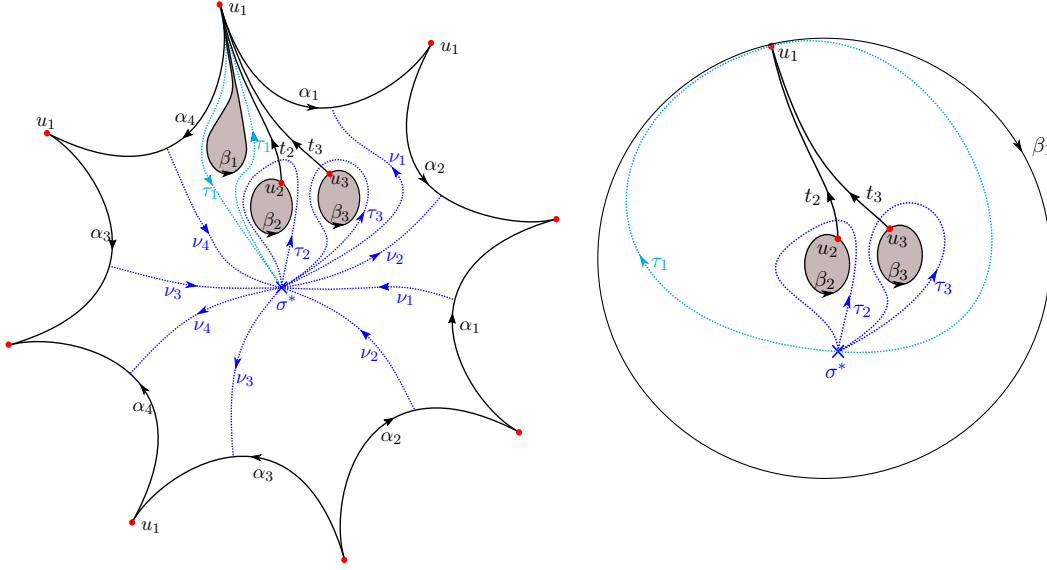 u₁
u₁
α₁
α₄
u₁
β₁
τ₁
t₂
t₃
ν₁
α₂
τ₁
u₂
u₃
β₂
β₃
τ₃
α₃
ν₄
τ₂
ν₂
ν₃
σ*
ν₁
α₁
ν₄
ν₂
ν₃
α₄
α₂
α₃
u₁
u₁
β₁
t₂
t₃
u₂
u₃
τ₁
β₂
β₃
τ₃
τ₂
σ*